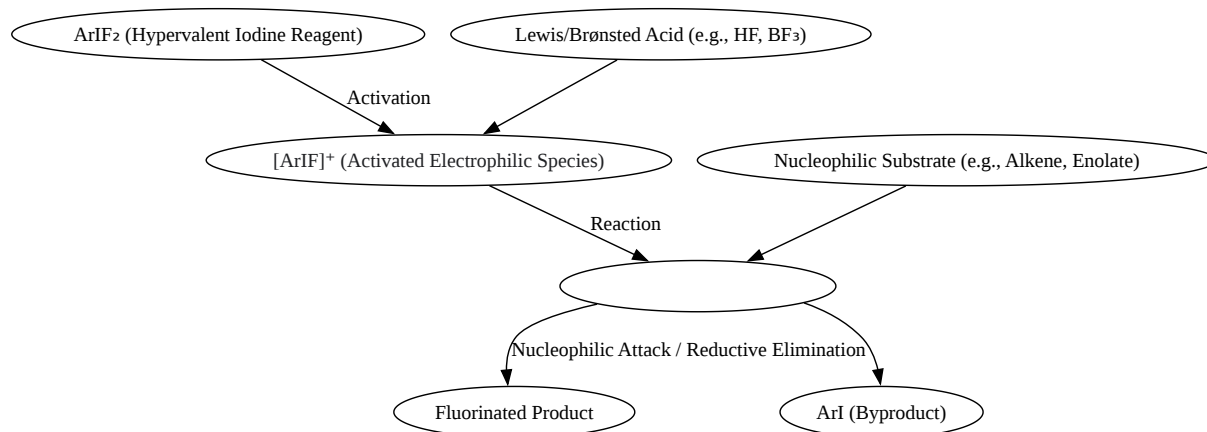 ArIF₂ (Hypervalent Iodine Reagent)
Lewis/Brønsted Acid (e.g., HF, BF₃)
Activation
[ArIF]⁺ (Activated Electrophilic Species)
Nucleophilic Substrate (e.g., Alkene, Enolate)
Reaction
Nucleophilic Attack / Reductive Elimination
Fluorinated Product
ArI (Byproduct)